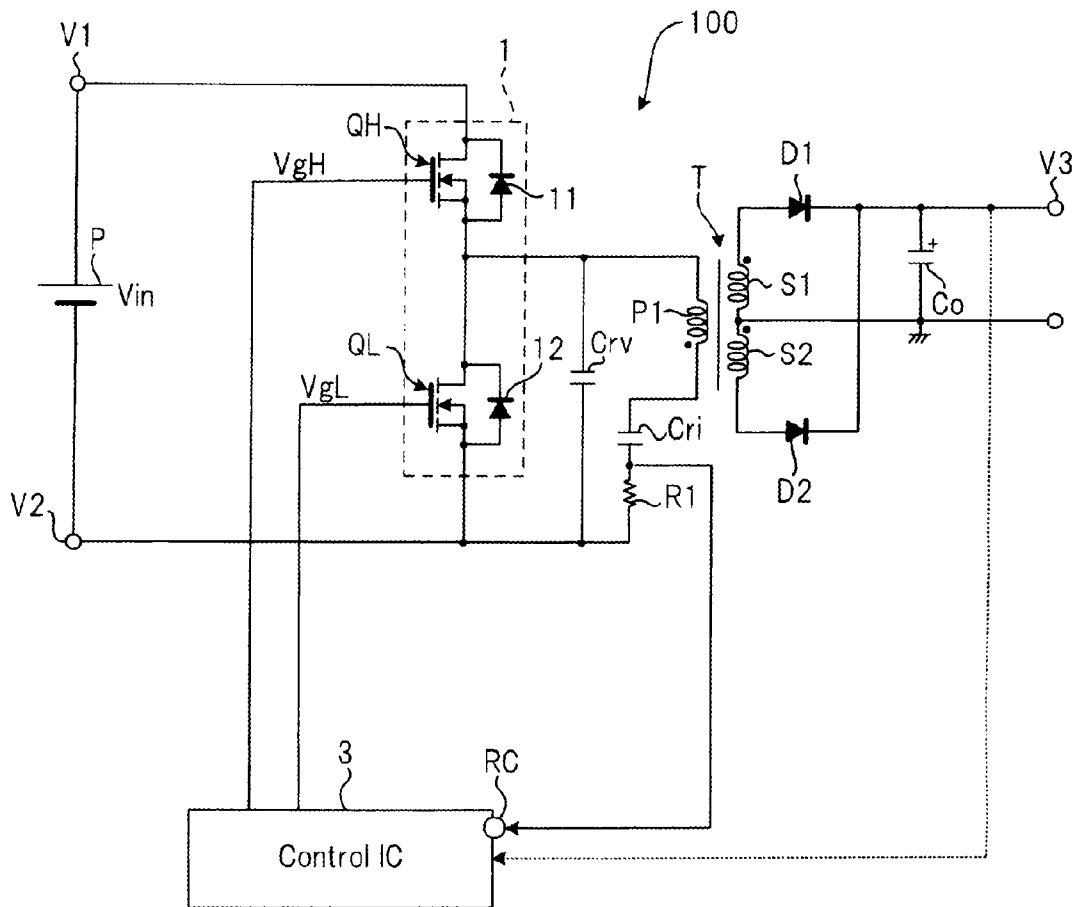 100
V1
1
QH
VgH
11
T
D1
V3
P
Vin
P1
S1
+
Co
QL
VgL
12
Crv
S2
Cri
V2
R1
D2
3
RC
Control IC